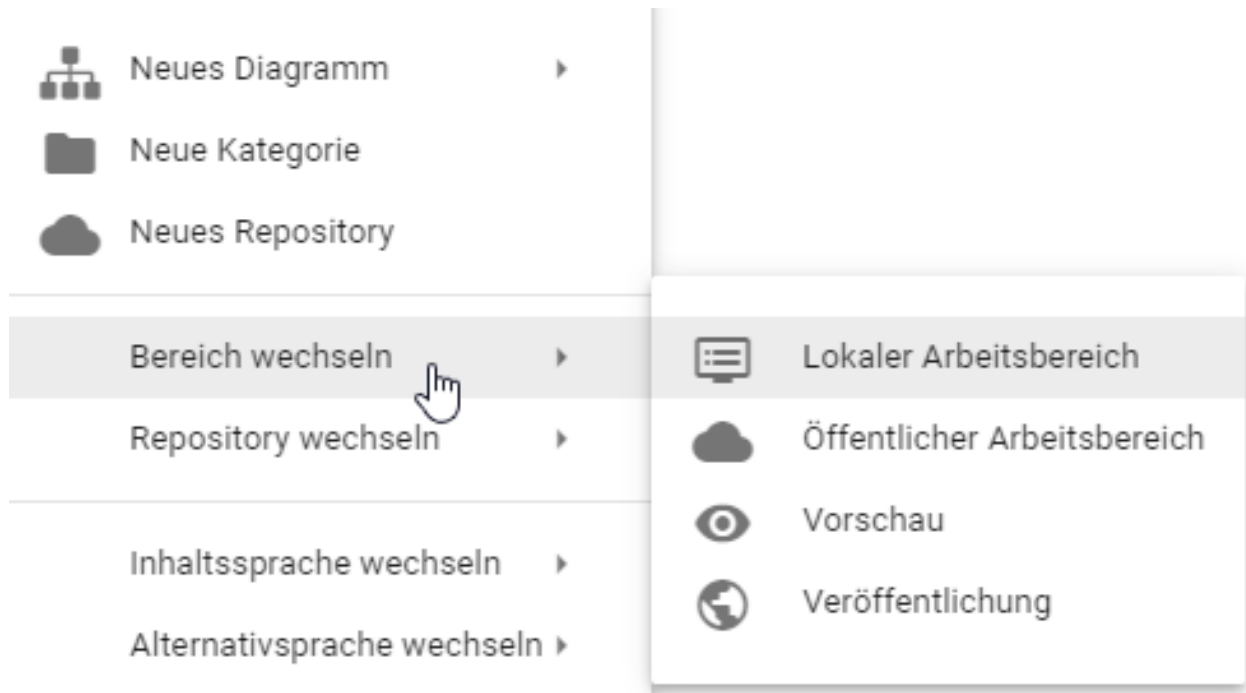 Neues Diagramm
Neue Kategorie
Neues Repository
Bereich wechseln
Repository wechseln
Inhaltssprache wechseln
Alternativsprache wechseln
Lokaler Arbeitsbereich
Öffentlicher Arbeitsbereich
Vorschau
Veröffentlichung